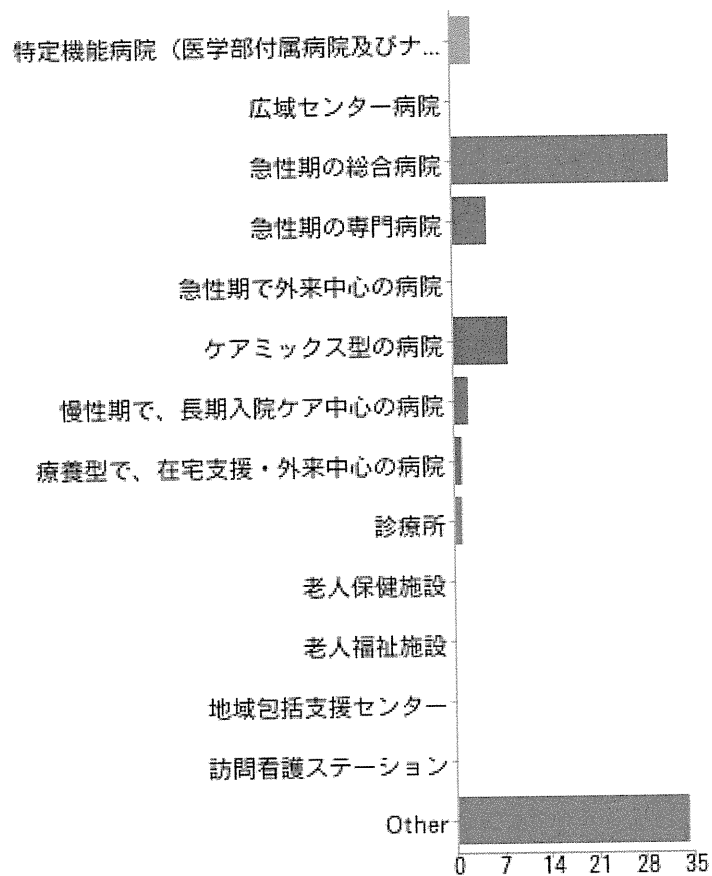 特定機能病院（医学部付属病院及びナ...
広域センター病院
急性期の総合病院
急性期の専門病院
急性期で外来中心の病院
ケアミックス型の病院
慢性期で、長期入院ケア中心の病院
療養型で、在宅支援・外来中心の病院
診療所
老人保健施設
老人福祉施設
地域包括支援センター
訪問看護ステーション
Other
0 7 14 21 28 35